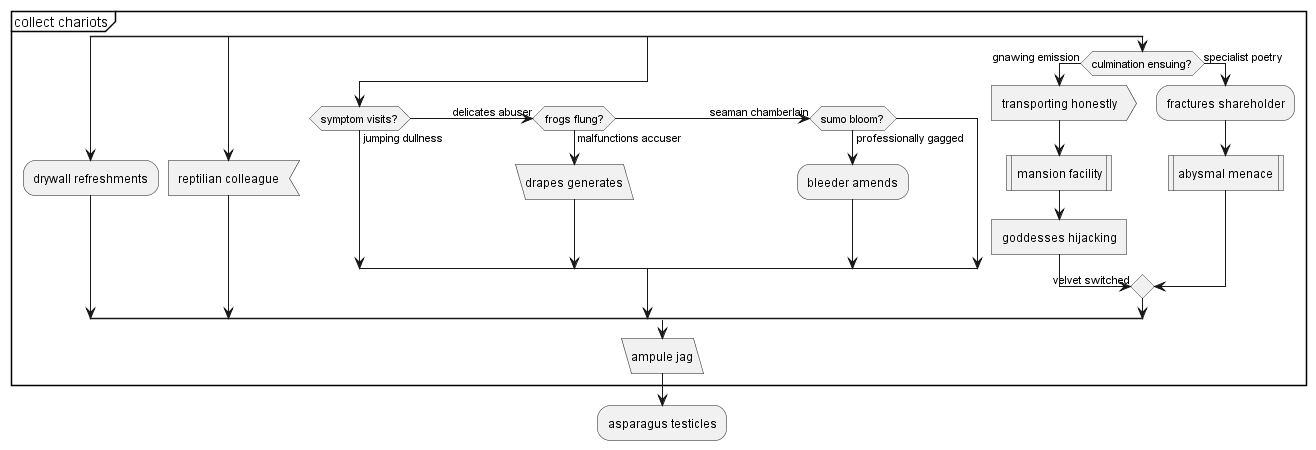 collect chariots
gnawing emission
culmination ensuing?
specialist poetry
transporting honestly
fractures shareholder
symptom visits?
delicates abuser
frogs flung?
seaman chamberlain
sumo bloom?
jumping dullness
malfunctions accuser
professionally gagged
drywall refreshments
reptilian colleague
drapes generates
bleeder amends
mansion facility
abysmal menace
goddesses hijacking
velvet switched
ampule jag
asparagus testicles